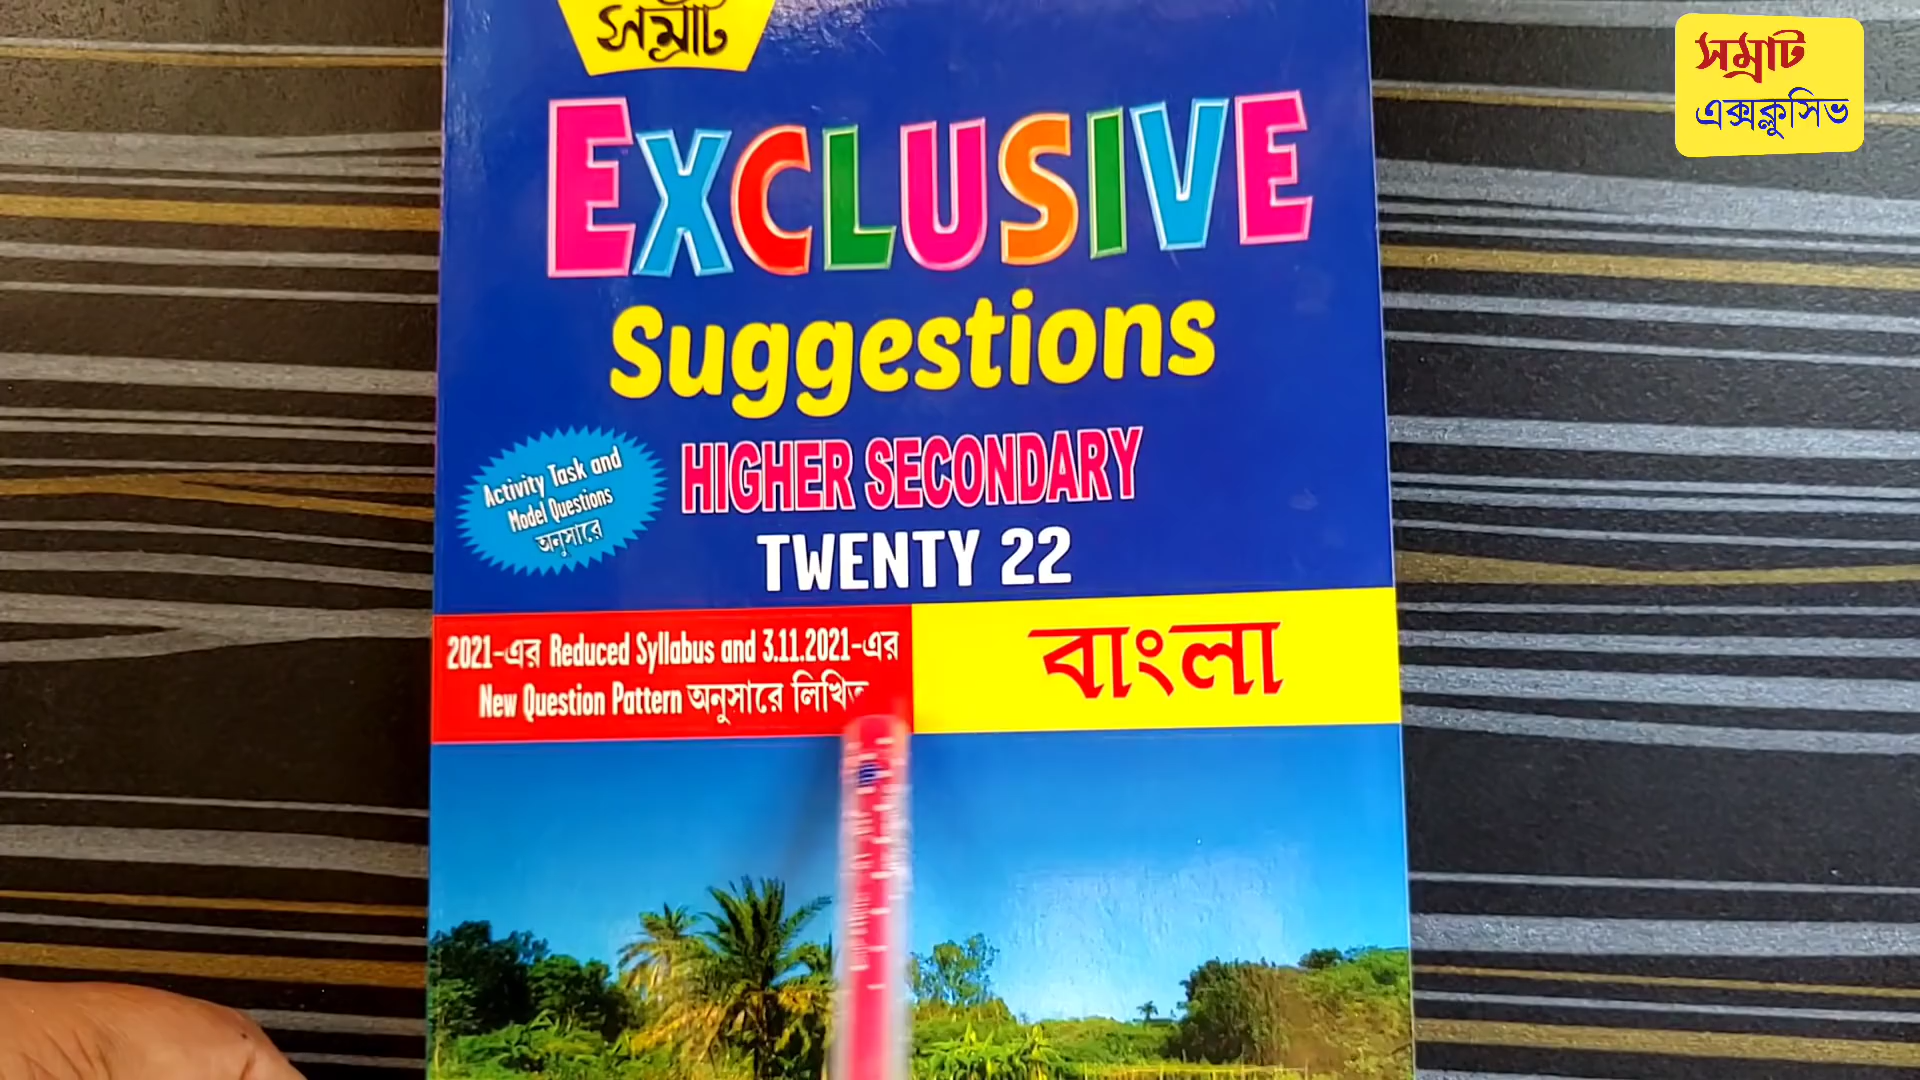 সম্রাট
EXCLUSIVE
Suggestions
HIGHER SECONDARY
TWENTY 22
Activity Task and
Model Questions
অনুসারে
2021-এর Reduced Syllabus and 3.11.2021-এর
New Question Pattern অনুসারে লিখিত
বাংলা
সম্রাট
এক্সক্লুসিভ